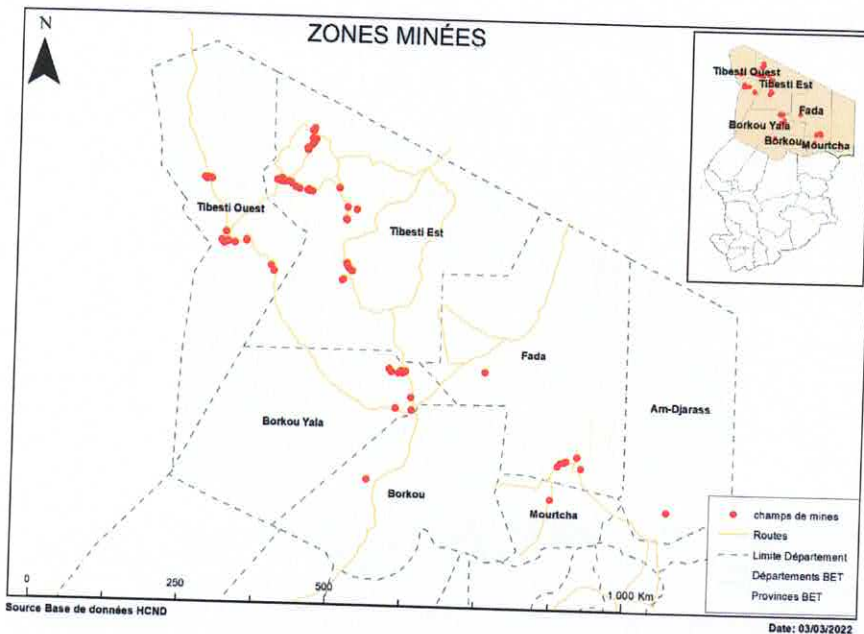 N
ZONES MINÉES
Tibesti Ouest
Tibesti Est
Fada
Borkou Yala
Borkou
Mourtcha
Tibesti Ouest
Tibesti Est
Fada
Am-Djarass
Borkou Yala
Borkou
Mourtcha
champs de mines
Routes
Limite Département
Départements BET
Provinces BET
0
250
500
1 000 Km
Source Base de données HCND
Date: 03/03/2022